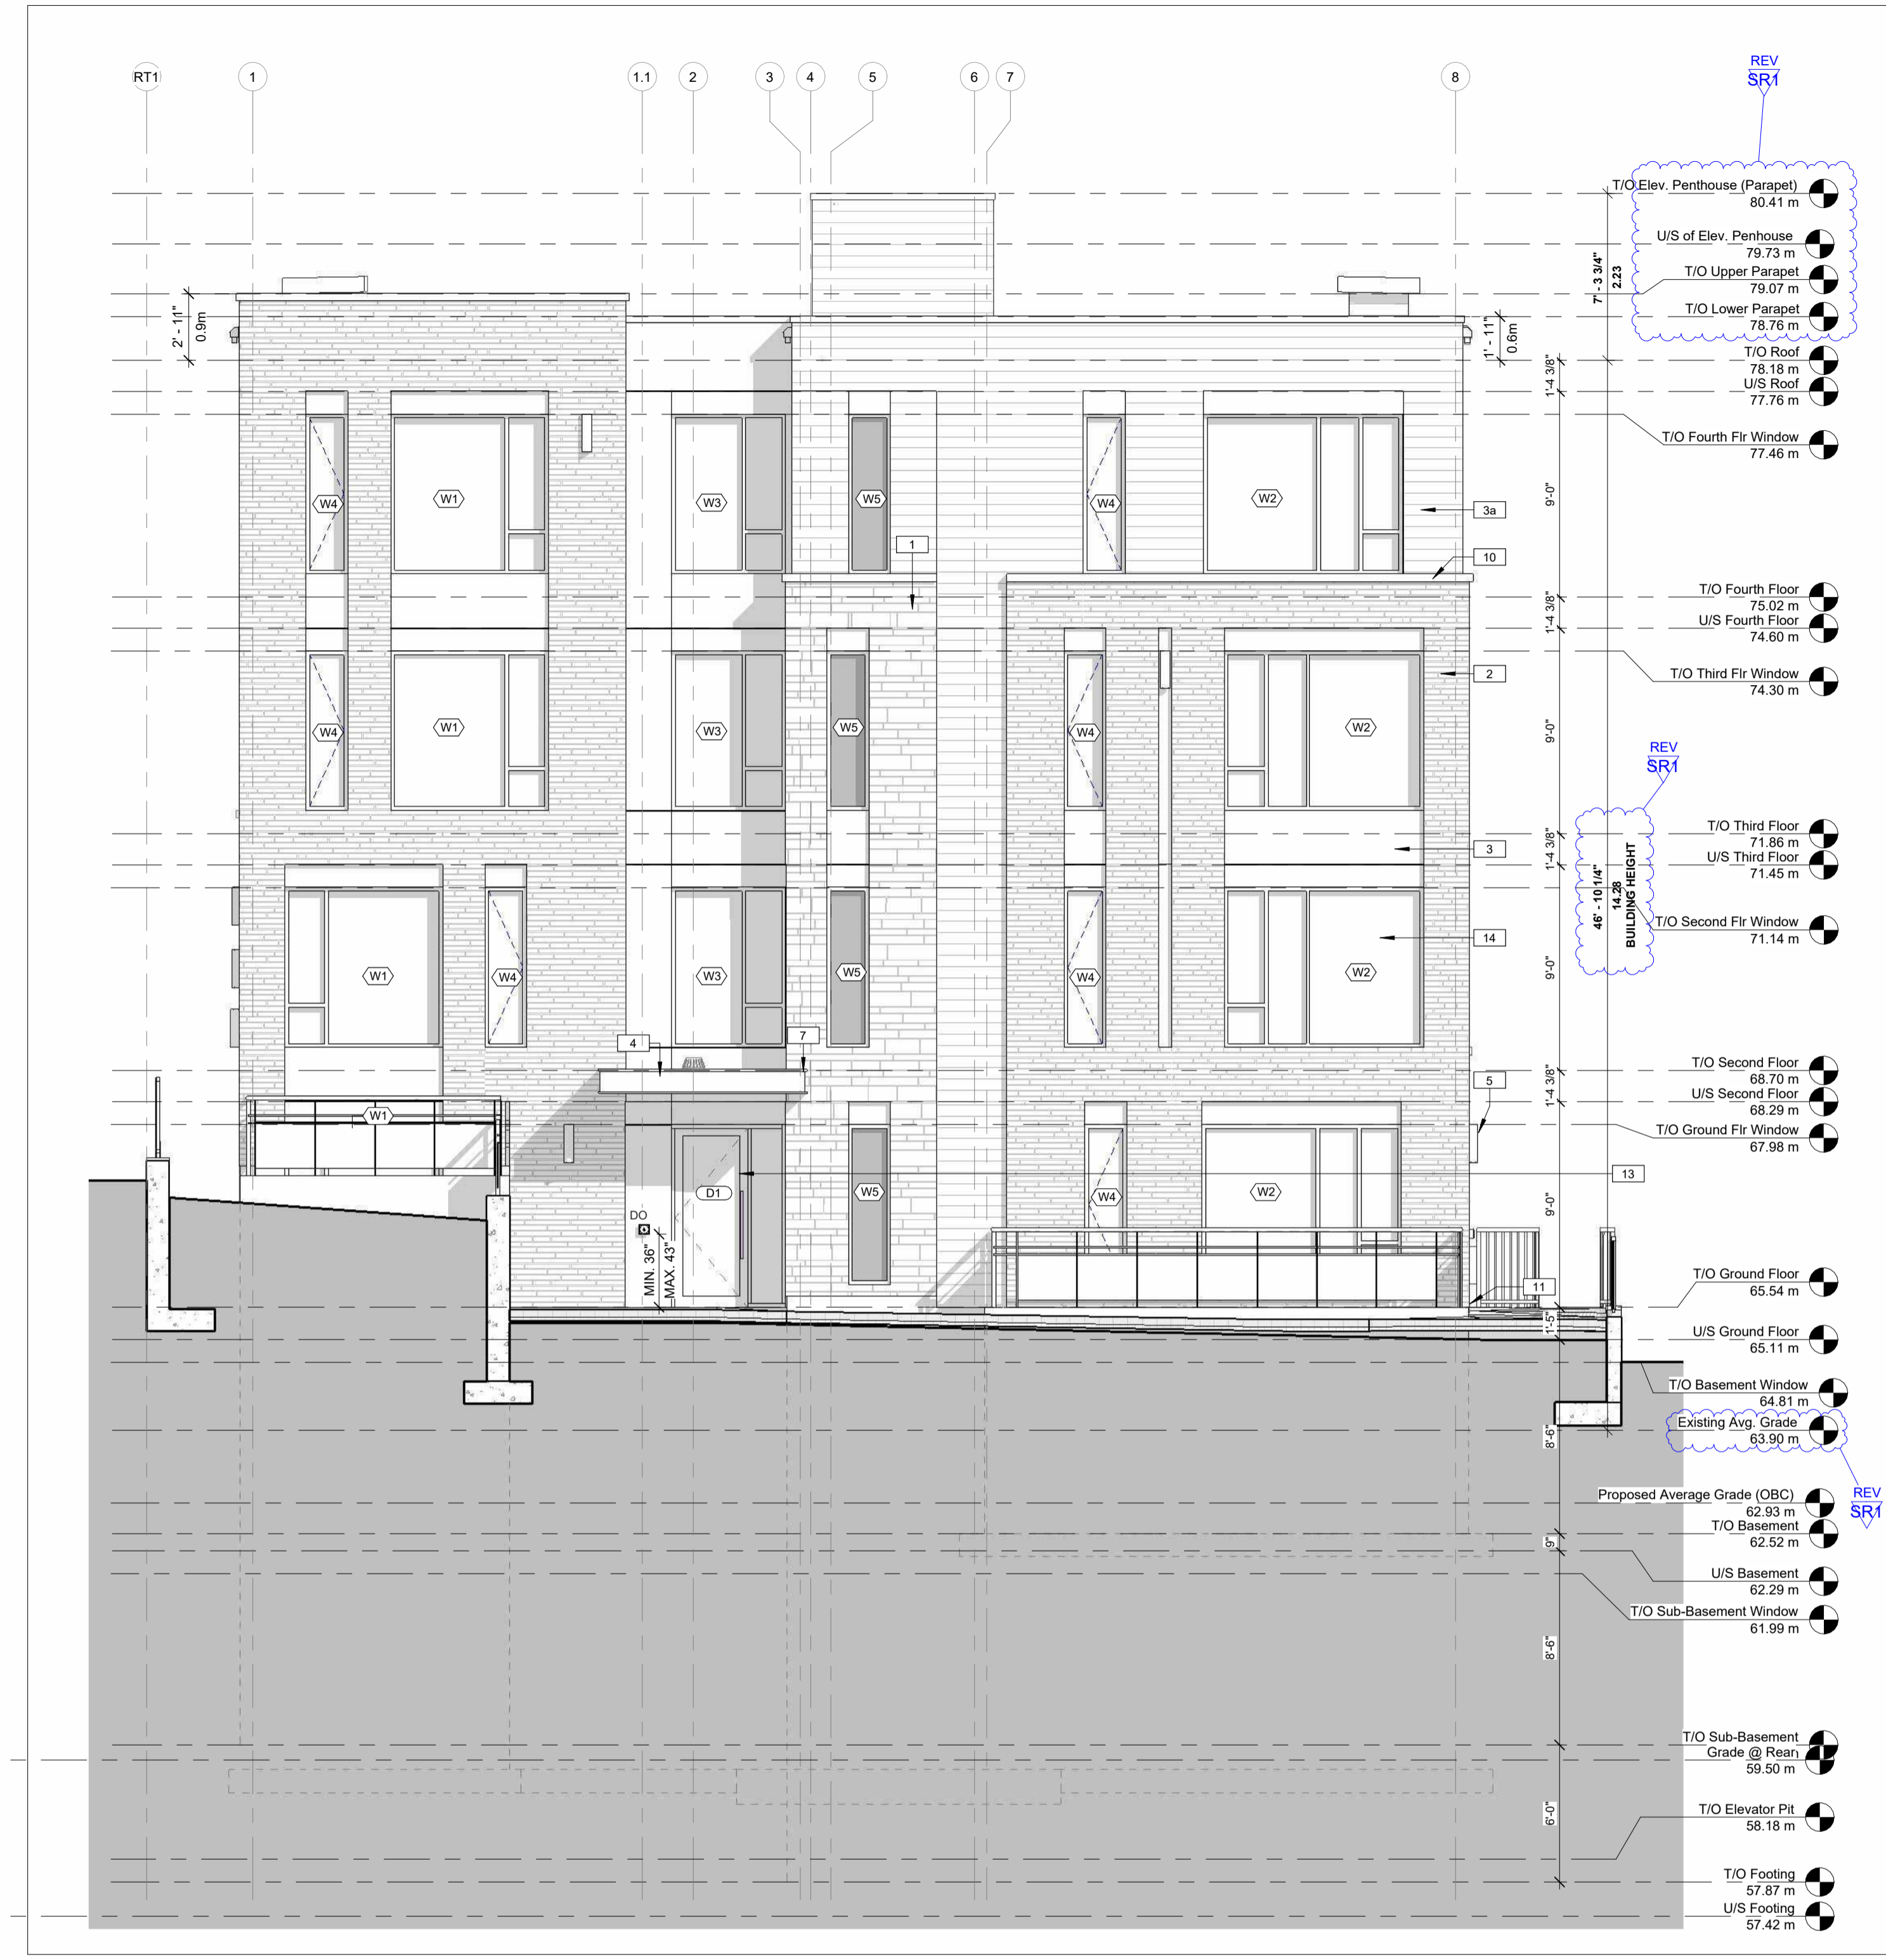 RT1
1
1.1
2
3
4
5
6
7
8
REV
SR1
T/O Elev. Penthouse (Parapet)
80.41 m
U/S of Elev. Penhouse
79.73 m
T/O Upper Parapet
79.07 m
T/O Lower Parapet
78.76 m
7' - 3 3/4"
2.23
2' - 11"
0.9m
1' - 11"
0.6m
T/O Roof
78.18 m
1'-4 3/8"
U/S Roof
77.76 m
T/O Fourth Flr Window
77.46 m
W4
W1
W3
W5
W4
W2
9'-0"
3a
1
10
T/O Fourth Floor
75.02 m
1'-4 3/8"
U/S Fourth Floor
74.60 m
2
T/O Third Flr Window
74.30 m
W4
W1
W3
W5
W4
W2
9'-0"
REV
SR1
T/O Third Floor
71.86 m
1'-4 3/8"
3
U/S Third Floor
71.45 m
46' - 10 1/4"
14.28
BUILDING HEIGHT
T/O Second Flr Window
71.14 m
14
W1
W4
W3
W5
W4
W2
9'-0"
4
7
T/O Second Floor
68.70 m
5
1'-4 3/8"
U/S Second Floor
68.29 m
W1
T/O Ground Flr Window
67.98 m
13
D1
W5
W4
W2
9'-0"
DO
MIN. 36"
MAX. 43"
T/O Ground Floor
65.54 m
11
1'-5"
U/S Ground Floor
65.11 m
T/O Basement Window
64.81 m
Existing Avg. Grade
63.90 m
8'-6"
REV
SR1
Proposed Average Grade (OBC)
62.93 m
T/O Basement
62.52 m
9"
U/S Basement
62.29 m
T/O Sub-Basement Window
61.99 m
8'-6"
T/O Sub-Basement
Grade @ Rear
59.50 m
6'-0"
T/O Elevator Pit
58.18 m
T/O Footing
57.87 m
U/S Footing
57.42 m